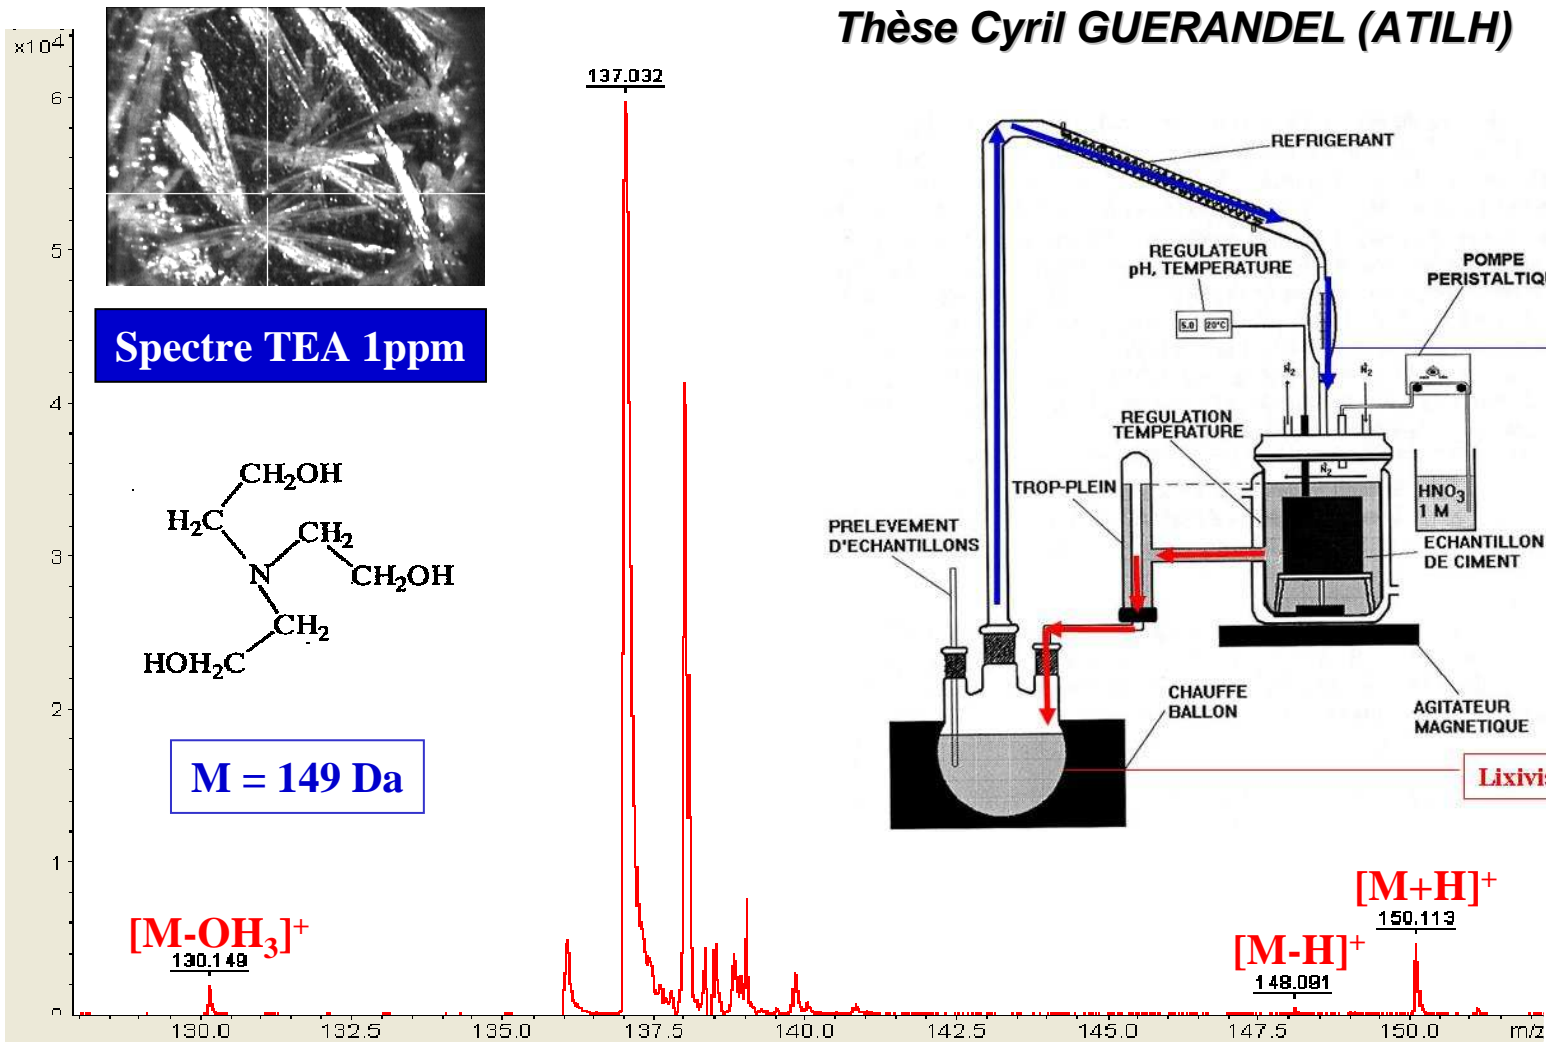 Thèse Cyril GUERANDEL (ATILH)
x10⁴
137.032
6
5
4
3
2
1
0
Spectre TEA 1ppm
CH₂OH
H₂C
CH₂
N
CH₂OH
CH₂
HOH₂C
M = 149 Da
REFRIGERANT
REGULATEUR
pH, TEMPERATURE
5.0 20°C
POMPE
PERISTALTIQU
N₂
N₂
REGULATION
TEMPERATURE
N₂
TROP-PLEIN
HNO₃
1 M
PRELEVEMENT
D'ECHANTILLONS
ECHANTILLON
DE CIMENT
CHAUFFE
BALLON
AGITATEUR
MAGNETIQUE
Lixivi
[M-OH₃]⁺
130.149
[M-H]⁺
148.091
[M+H]⁺
150.113
130.0 132.5 135.0 137.5 140.0 142.5 145.0 147.5 150.0 m/z